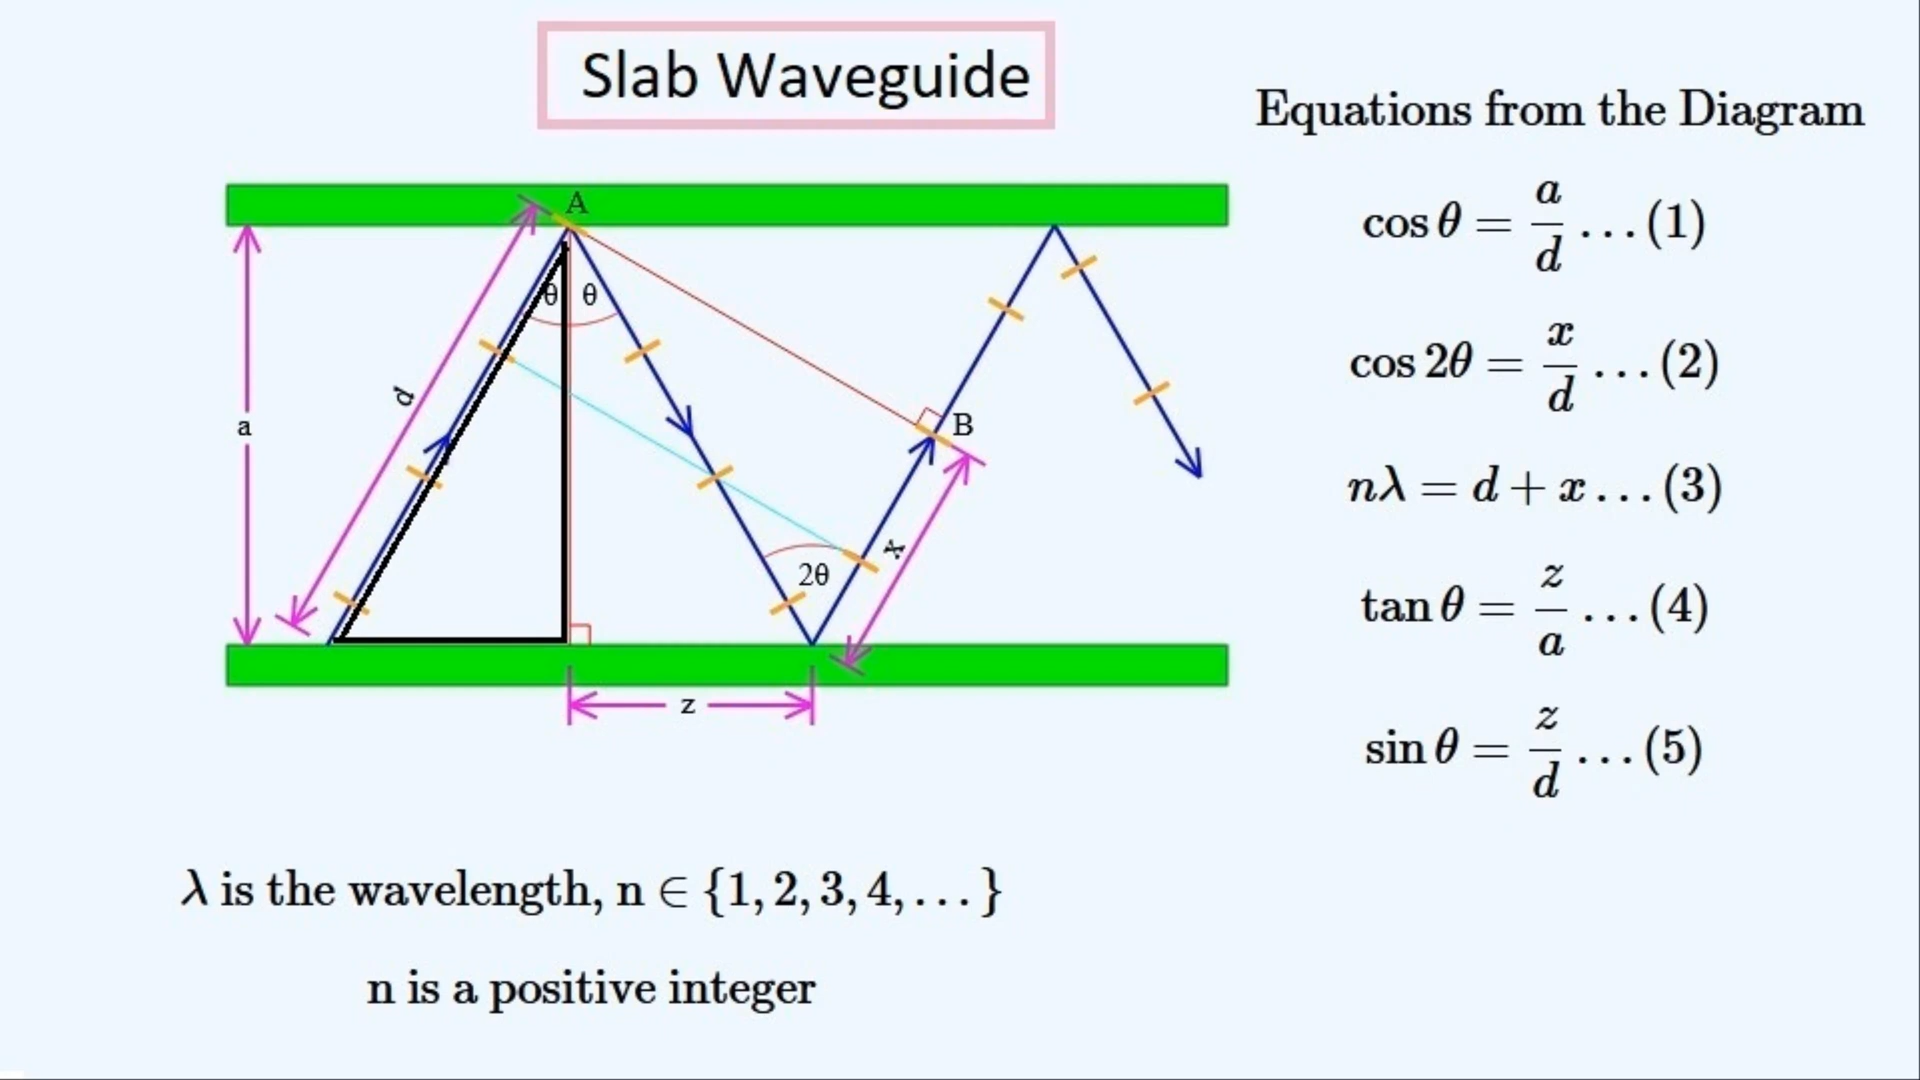 Slab Waveguide
Equations from the Diagram
A
θ θ
d
a
B
x
2θ
z
cos θ = a/d ... (1)
cos 2θ = x/d ... (2)
nλ = d + x ... (3)
tan θ = z/a ... (4)
sin θ = z/d ... (5)
λ is the wavelength, n ∈ {1, 2, 3, 4, ... }
n is a positive integer